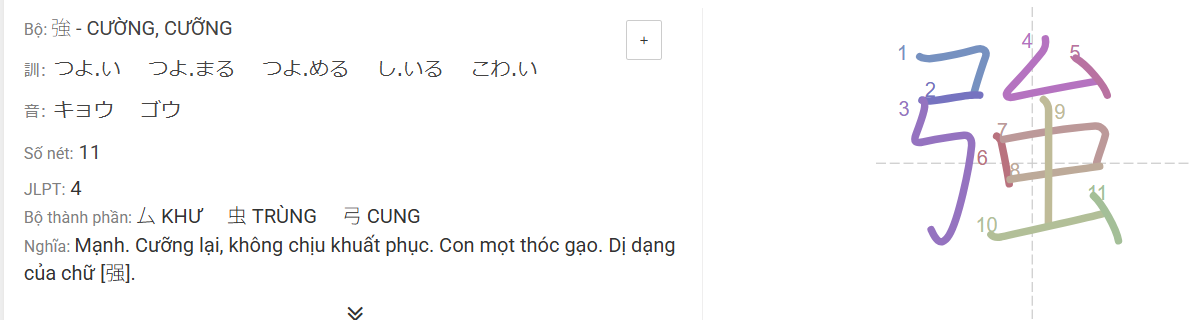 Bộ: 強 - CƯỜNG, CƯỠNG
+
訓: つよ.い つよ.まる つよ.める し.いる こわ.い
音: キョウ ゴウ
Số nét: 11
JLPT: 4
Bộ thành phần: 厶 KHƯ 虫 TRÙNG 弓 CUNG
Nghĩa: Mạnh. Cưỡng lại, không chịu khuất phục. Con mọt thóc gạo. Dị dạng
của chữ [强].
強
1
2
3
4
5
6
7
8
9
10
11